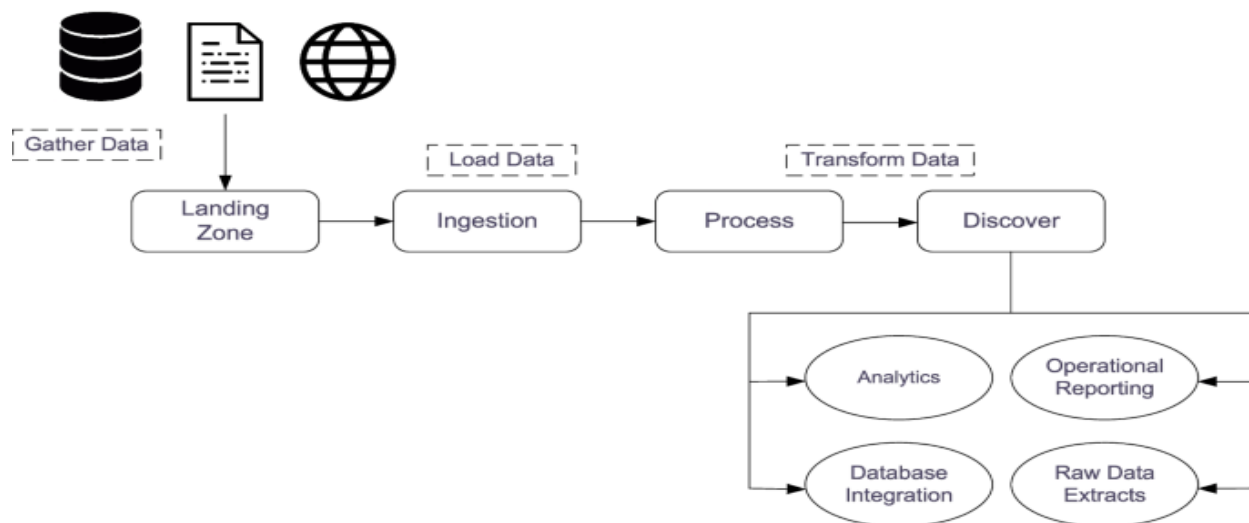 Gather Data
Load Data
Transform Data
Landing
Zone
Ingestion
Process
Discover
Analytics
Operational
Reporting
Database
Integration
Raw Data
Extracts